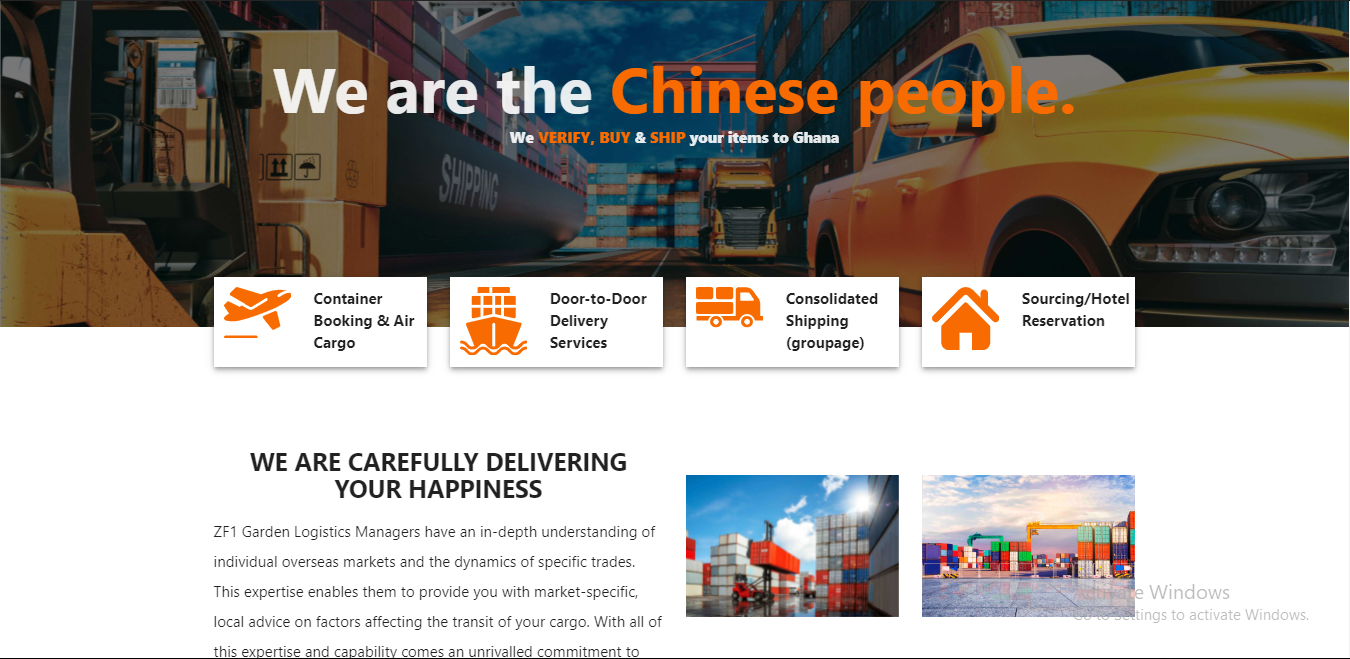 39
We are the Chinese people.
We VERIFY, BUY & SHIP your items to Ghana
SHIPPING
Container
Booking & Air
Cargo
Door-to-Door
Delivery
Services
Consolidated
Shipping
(groupage)
Sourcing/Hotel
Reservation
WE ARE CAREFULLY DELIVERING
YOUR HAPPINESS
ZF1 Garden Logistics Managers have an in-depth understanding of
individual overseas markets and the dynamics of specific trades.
This expertise enables them to provide you with market-specific,
local advice on factors affecting the transit of your cargo. With all of
this expertise and capability comes an unrivalled commitment to
Activate Windows
Go to Settings to activate Windows.